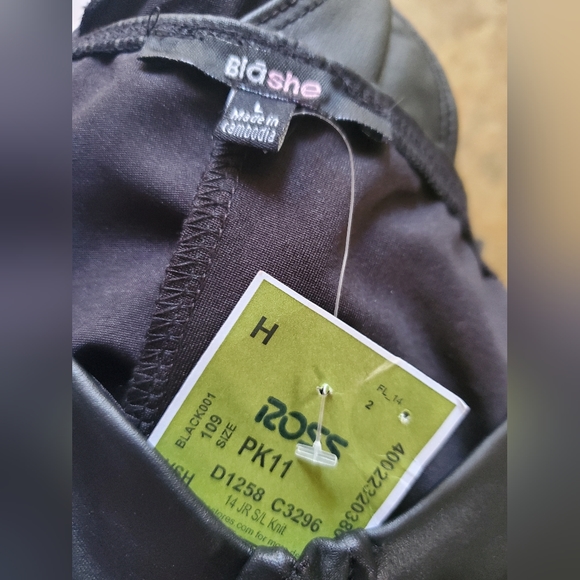 Blashe
L
Made in
Cambodia
H
FL_14
2
ROSS
BLACK001
109
SIZE
PK11
D1258 C3296
14 JR S/L Knit